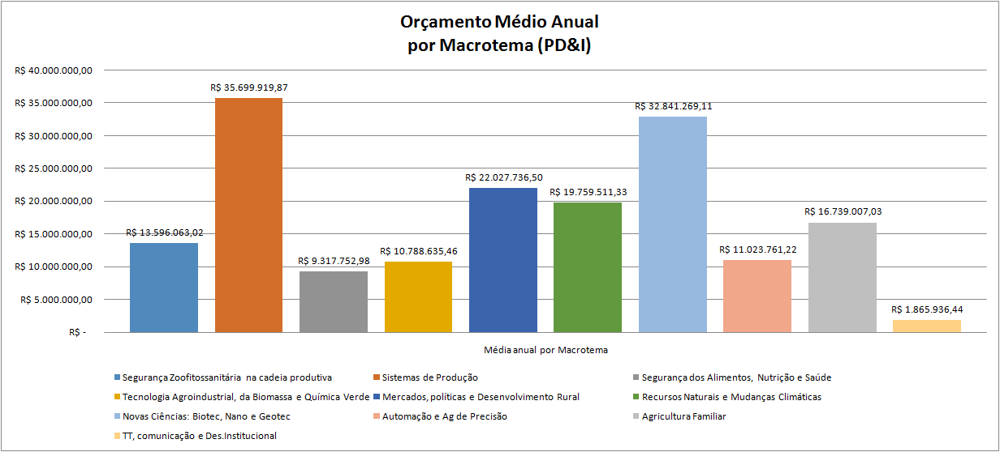 Orçamento Médio Anual
por Macrotema (PD&I)
R$ 40.000.000,00
R$ 35.000.000,00
R$ 30.000.000,00
R$ 25.000.000,00
R$ 20.000.000,00
R$ 15.000.000,00
R$ 10.000.000,00
R$ 5.000.000,00
R$ -
R$ 13.596.063,02
R$ 35.699.919,87
R$ 9.317.752,98
R$ 10.788.635,46
R$ 22.027.736,50
R$ 19.759.511,33
R$ 32.841.269,11
R$ 11.023.761,22
R$ 16.739.007,03
R$ 1.865.936,44
Média anual por Macrotema
Segurança Zoofitossanitária na cadeia produtiva
Sistemas de Produção
Segurança dos Alimentos, Nutrição e Saúde
Tecnologia Agroindustrial, da Biomassa e Química Verde
Mercados, políticas e Desenvolvimento Rural
Recursos Naturais e Mudanças Climáticas
Novas Ciências: Biotec, Nano e Geotec
Automação e Ag de Precisão
Agricultura Familiar
TT, comunicação e Des.Institucional